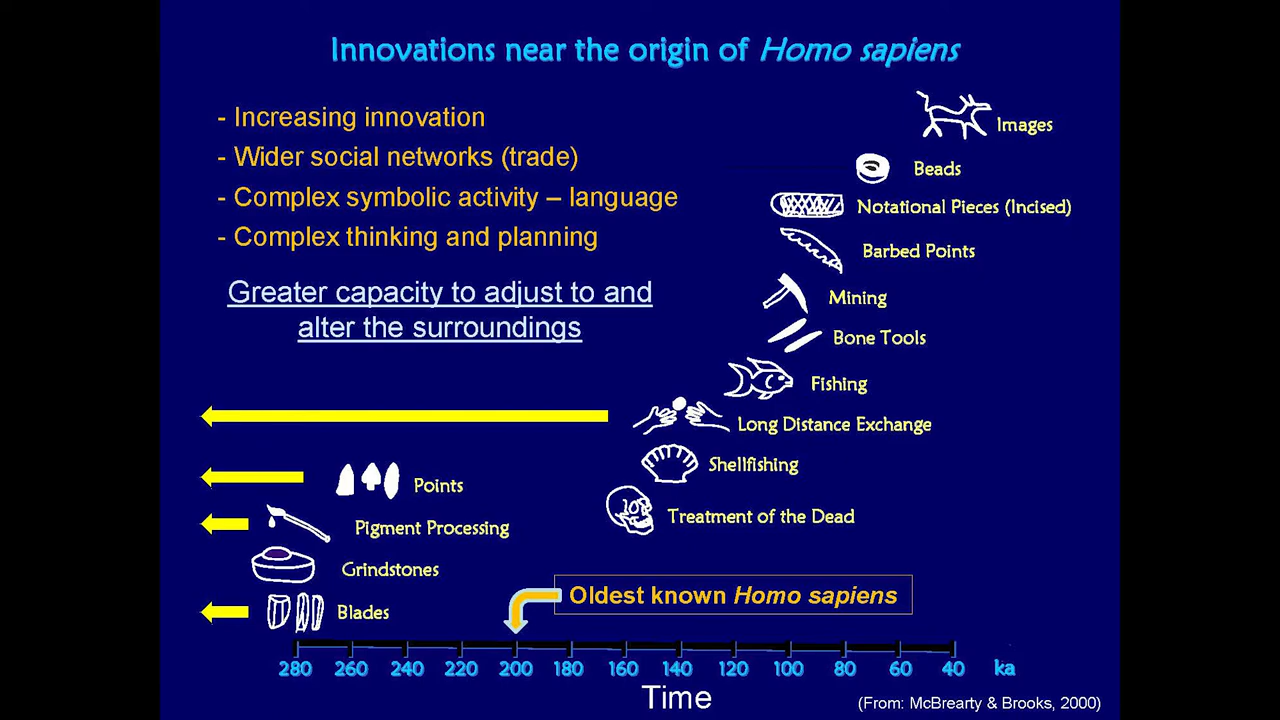 Innovations near the origin of Homo sapiens
- Increasing innovation
- Wider social networks (trade)
- Complex symbolic activity – language
- Complex thinking and planning
Greater capacity to adjust to and
alter the surroundings
Images
Beads
Notational Pieces (Incised)
Barbed Points
Mining
Bone Tools
Fishing
Long Distance Exchange
Shellfishing
Points
Treatment of the Dead
Pigment Processing
Grindstones
Oldest known Homo sapiens
Blades
280 260 240 220 200 180 160 140 120 100 80 60 40 ka
Time
(From: McBrearty & Brooks, 2000)